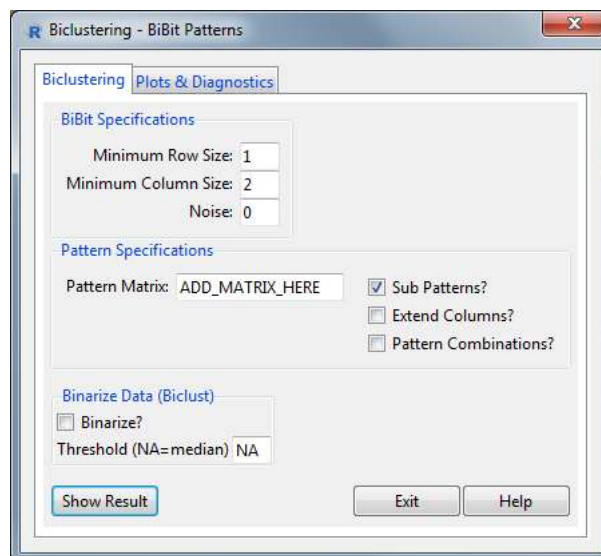 Biclustering - BiBit Patterns
Biclustering Plots & Diagnostics
BiBit Specifications
Minimum Row Size: 1
Minimum Column Size: 2
Noise: 0
Pattern Specifications
Pattern Matrix: ADD_MATRIX_HERE Sub Patterns?
Extend Columns?
Pattern Combinations?
Binarize Data (Biclust)
Binarize?
Threshold (NA=median) NA
Show Result Exit Help